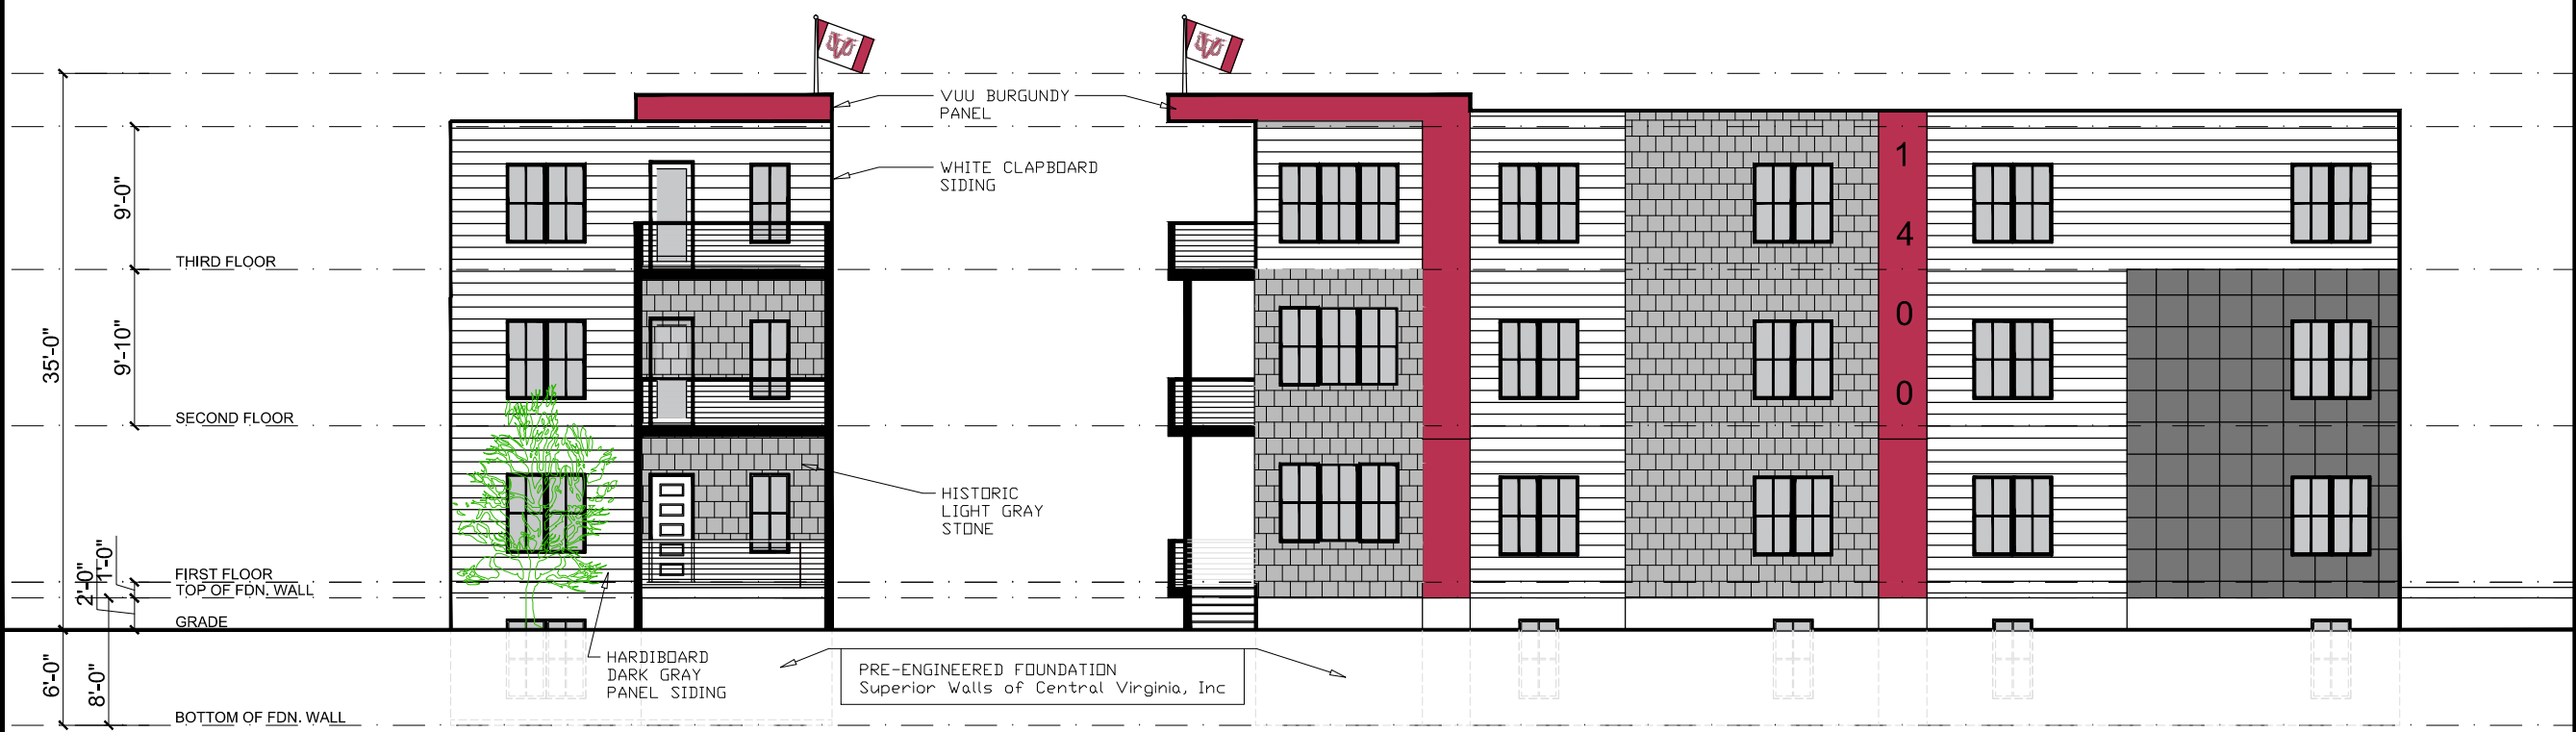 VUU BURGUNDY
PANEL
WHITE CLAPBOARD
SIDING
1
4
0
0
9'-0"
THIRD FLOOR
35'-0"
9'-10"
SECOND FLOOR
HISTORIC
LIGHT GRAY
STONE
1'-0"
2'-0"
FIRST FLOOR
TOP OF FDN. WALL
GRADE
HARDIBOARD
DARK GRAY
PANEL SIDING
PRE-ENGINEERED FOUNDATION
Superior Walls of Central Virginia, Inc
6'-0"
8'-0"
BOTTOM OF FDN. WALL